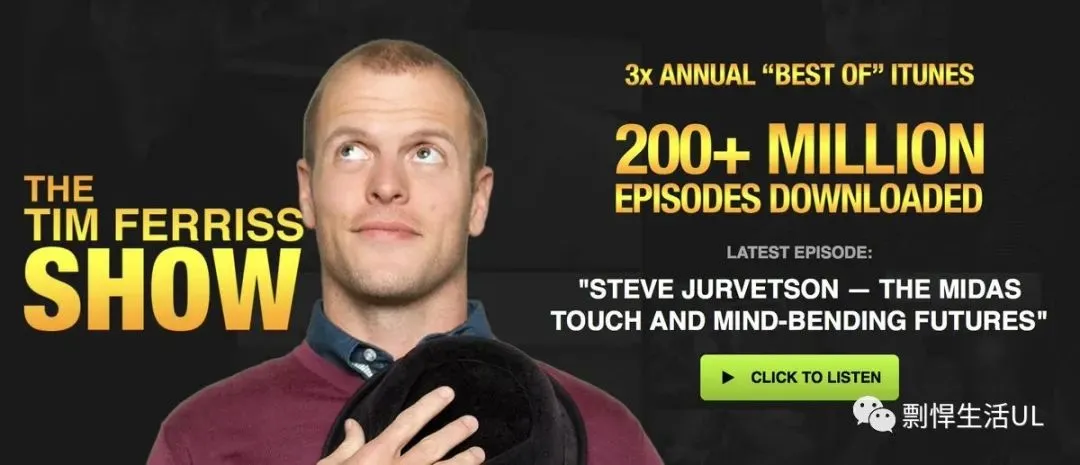 THE
TIM FERRISS
SHOW
3x ANNUAL “BEST OF” ITUNES
200+ MILLION
EPISODES DOWNLOADED
LATEST EPISODE:
"STEVE JURVETSON — THE MIDAS
TOUCH AND MIND-BENDING FUTURES"
CLICK TO LISTEN
剽悍生活UL